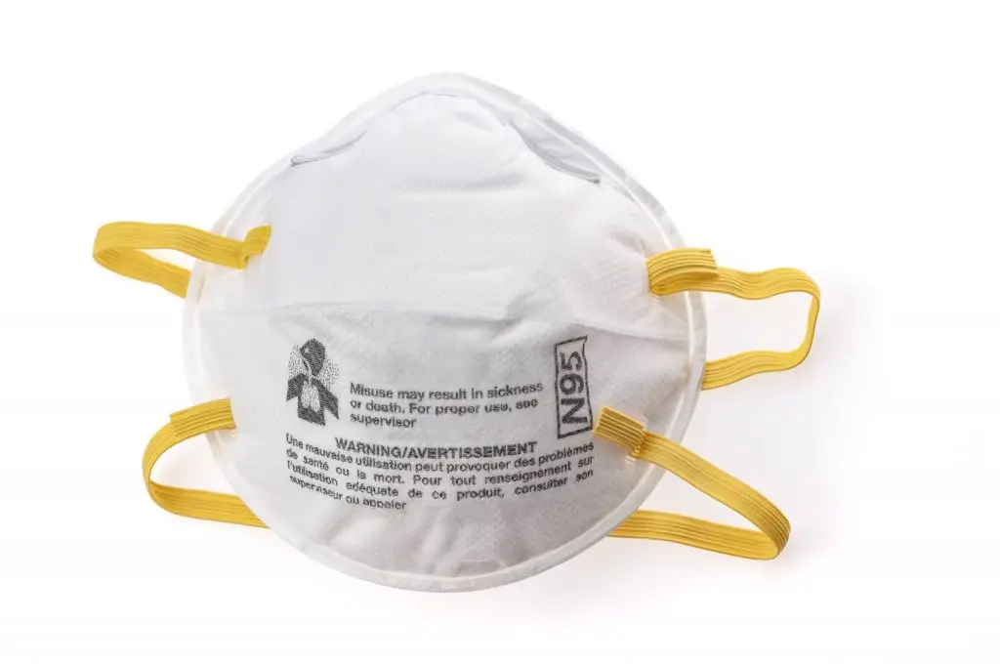 Misuse may result in sickness
or death. For proper use, see
supervisor
N95
WARNING/AVERTISSEMENT
Une mauvaise utilisation peut provoquer des problèmes
de santé ou la mort. Pour tout renseignement sur
l'utilisation adéquate de ce produit, consulter son
superviseur ou appeler